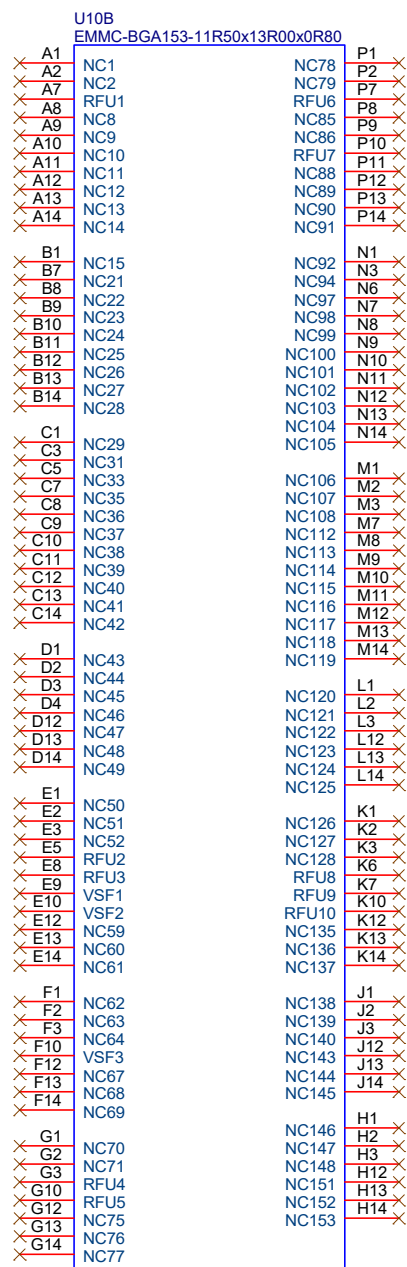 U10B
EMMC-BGA153-11R50x13R00x0R80
A1 NC1 NC78 P1
A2 NC2 NC79 P2
A7 RFU1 RFU6 P7
A8 NC8 NC85 P8
A9 NC9 NC86 P9
A10 NC10 RFU7 P10
A11 NC11 NC88 P11
A12 NC12 NC89 P12
A13 NC13 NC90 P13
A14 NC14 NC91 P14
B1 NC15 NC92 N1
B7 NC21 NC94 N3
B8 NC22 NC97 N6
B9 NC23 NC98 N7
B10 NC24 NC99 N8
B11 NC25 NC100 N9
B12 NC26 NC101 N10
B13 NC27 NC102 N11
B14 NC28 NC103 N12
NC104 N13
C1 NC29 NC105 N14
C3 NC31
C5 NC33 NC106 M1
C7 NC35 NC107 M2
C8 NC36 NC108 M3
C9 NC37 NC112 M7
C10 NC38 NC113 M8
C11 NC39 NC114 M9
C12 NC40 NC115 M10
C13 NC41 NC116 M11
C14 NC42 NC117 M12
NC118 M13
D1 NC43 NC119 M14
D2 NC44
D3 NC45 NC120 L1
D4 NC46 NC121 L2
D12 NC47 NC122 L3
D13 NC48 NC123 L12
D14 NC49 NC124 L13
NC125 L14
E1 NC50
E2 NC51 NC126 K1
E3 NC52 NC127 K2
E5 RFU2 NC128 K3
E8 RFU3 RFU8 K6
E9 VSF1 RFU9 K7
E10 VSF2 RFU10 K10
E12 NC59 NC135 K12
E13 NC60 NC136 K13
E14 NC61 NC137 K14
F1 NC62 NC138 J1
F2 NC63 NC139 J2
F3 NC64 NC140 J3
F10 VSF3 NC143 J12
F12 NC67 NC144 J13
F13 NC68 NC145 J14
F14 NC69
NC146 H1
G1 NC70 NC147 H2
G2 NC71 NC148 H3
G3 RFU4 NC151 H12
G10 RFU5 NC152 H13
G12 NC75 NC153 H14
G13 NC76
G14 NC77